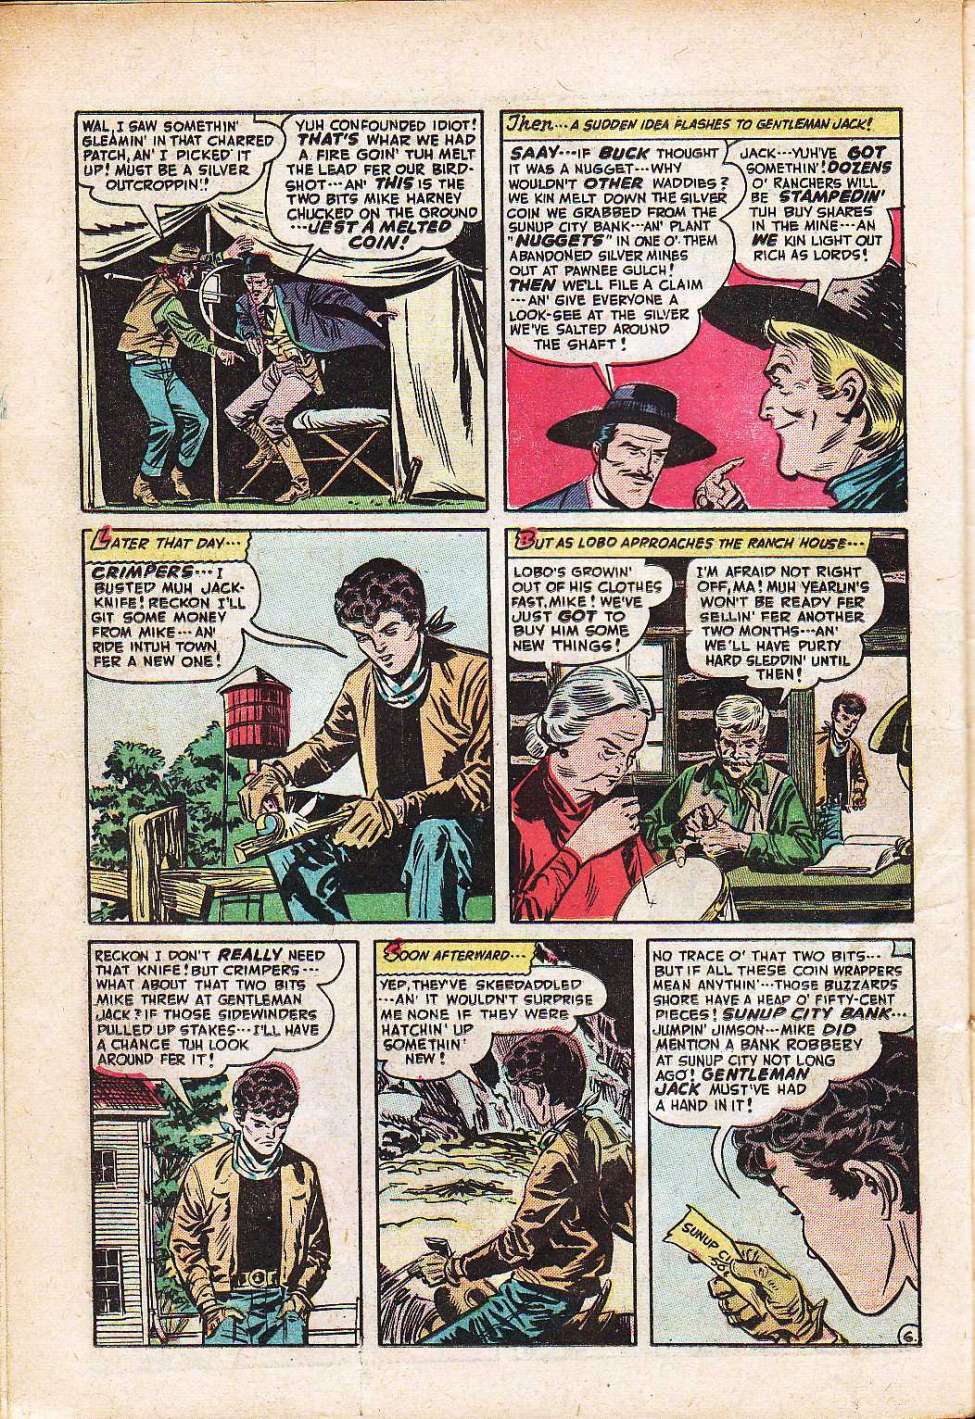 WAL, I SAW SOMETHIN'
GLEAMIN' IN THAT CHARRED
PATCH, AN' I PICKED IT
UP! MUST BE A SILVER
OUTCROPPIN'!
YUH CONFOUNDED IDIOT!
THAT'S WHAR WE HAD
A FIRE GOIN' TUH MELT
THE LEAD FER OUR BIRD-
SHOT---AN' THIS IS THE
TWO BITS MIKE HARNEY
CHUCKED ON THE GROUND
---JEST A MELTED
COIN!
Then---A SUDDEN IDEA FLASHES TO GENTLEMAN JACK!
SAAY---IF BUCK THOUGHT
IT WAS A NUGGET---WHY
WOULDN'T OTHER WADDIES?
WE KIN MELT DOWN THE SILVER
COIN WE GRABBED FROM THE
SUNUP CITY BANK---AN' PLANT
"NUGGETS" IN ONE O' THEM
ABANDONED SILVER MINES
OUT AT PAWNEE GULCH!
THEN WE'LL FILE A CLAIM
---AN' GIVE EVERYONE A
LOOK-SEE AT THE SILVER
WE'VE SALTED AROUND
THE SHAFT!
JACK---YUH'VE GOT
SOMETHIN'! DOZENS
O' RANCHERS WILL
BE STAMPEDIN'
TUH BUY SHARES
IN THE MINE---AN
WE KIN LIGHT OUT
RICH AS LORDS!
LATER THAT DAY---
CRIMPERS---I
BUSTED MUH JACK-
KNIFE! RECKON I'LL
GIT SOME MONEY
FROM MIKE---AN'
RIDE INTUH TOWN
FER A NEW ONE!
BUT AS LOBO APPROACHES THE RANCH HOUSE---
LOBO'S GROWIN'
OUT OF HIS CLOTHES
FAST, MIKE! WE'VE
JUST GOT TO
BUY HIM SOME
NEW THINGS!
I'M AFRAID NOT RIGHT
OFF, MA! MUH YEARLIN'S
WON'T BE READY FER
SELLIN' FER ANOTHER
TWO MONTHS---AN'
WE'LL HAVE PURTY
HARD SLEDDIN' UNTIL
THEN!
RECKON I DON'T REALLY NEED
THAT KNIFE! BUT CRIMPERS---
WHAT ABOUT THAT TWO BITS
MIKE THREW AT GENTLEMAN
JACK? IF THOSE SIDEWINDERS
PULLED UP STAKES---I'LL HAVE
A CHANCE TUH LOOK
AROUND FER IT!
SOON AFTERWARD---
YEP, THEY'VE SKEEDADDLED
---AN' IT WOULDN'T SURPRISE
ME NONE IF THEY WERE
HATCHIN' UP
SOMETHIN'
NEW!
NO TRACE O' THAT TWO BITS---
BUT IF ALL THESE COIN WRAPPERS
MEAN ANYTHIN'---THOSE BUZZARDS
SHORE HAVE A HEAP O' FIFTY-CENT
PIECES! SUNUP CITY BANK---
JUMPIN' JIMSON---MIKE DID
MENTION A BANK ROBBERY
AT SUNUP CITY NOT LONG
AGO! GENTLEMAN
JACK MUST'VE HAD
A HAND IN IT!
SUNUP CI
50
6.